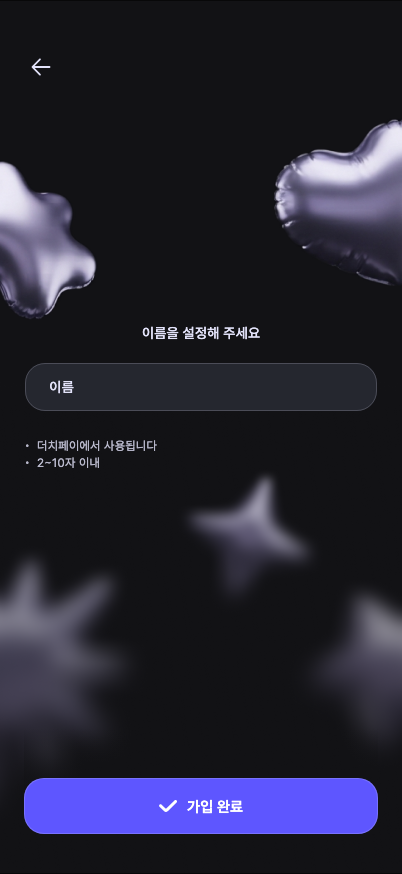 이름을 설정해 주세요
이름
• 더치페이에서 사용됩니다
• 2~10자 이내
가입 완료